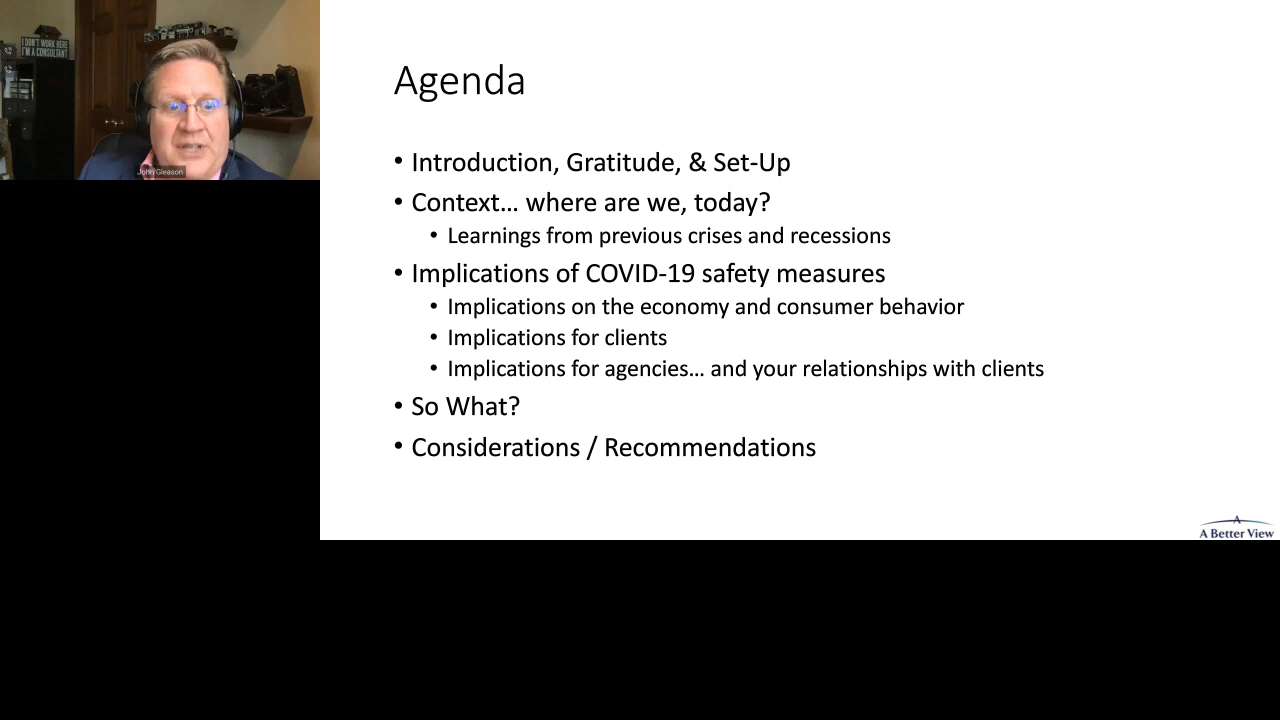 I DON'T WORK HERE
I'M A CONSULTANT
John Gleason
Agenda
• Introduction, Gratitude, & Set-Up
• Context... where are we, today?
• Learnings from previous crises and recessions
• Implications of COVID-19 safety measures
• Implications on the economy and consumer behavior
• Implications for clients
• Implications for agencies... and your relationships with clients
• So What?
• Considerations / Recommendations
A Better View